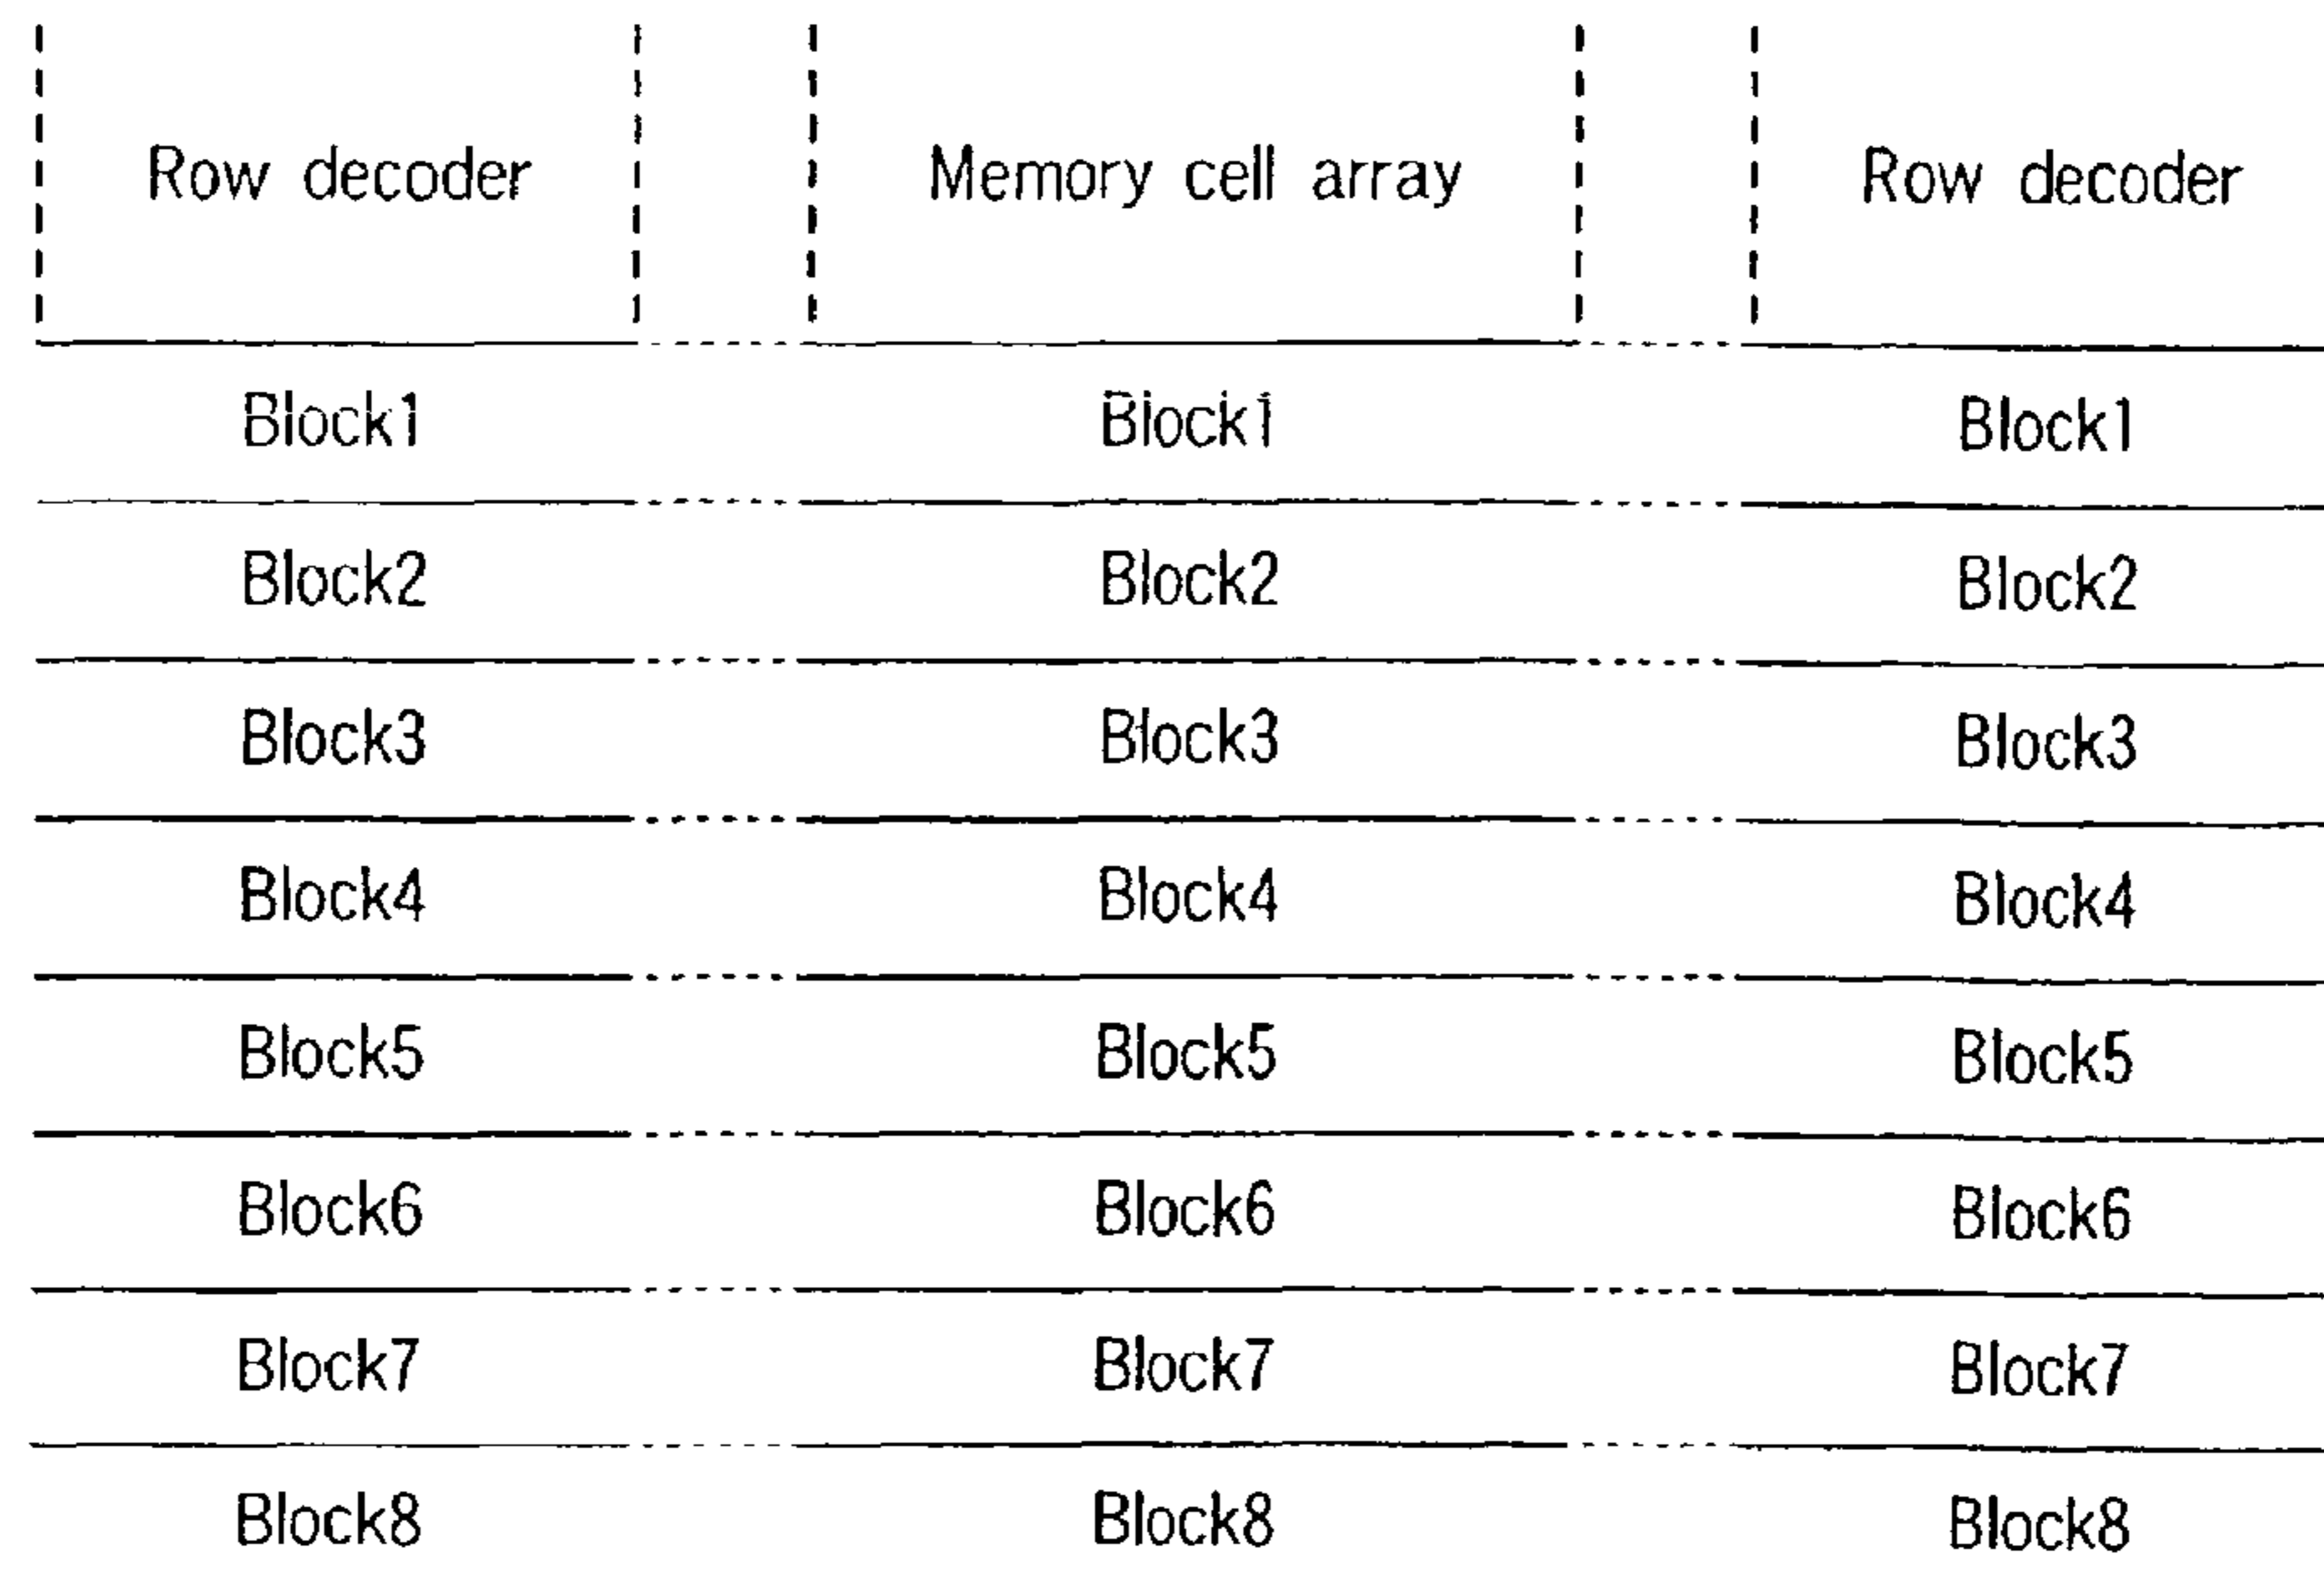 Row decoder Memory cell array Row decoder
Block1 Block1 Block1
Block2 Block2 Block2
Block3 Block3 Block3
Block4 Block4 Block4
Block5 Block5 Block5
Block6 Block6 Block6
Block7 Block7 Block7
Block8 Block8 Block8